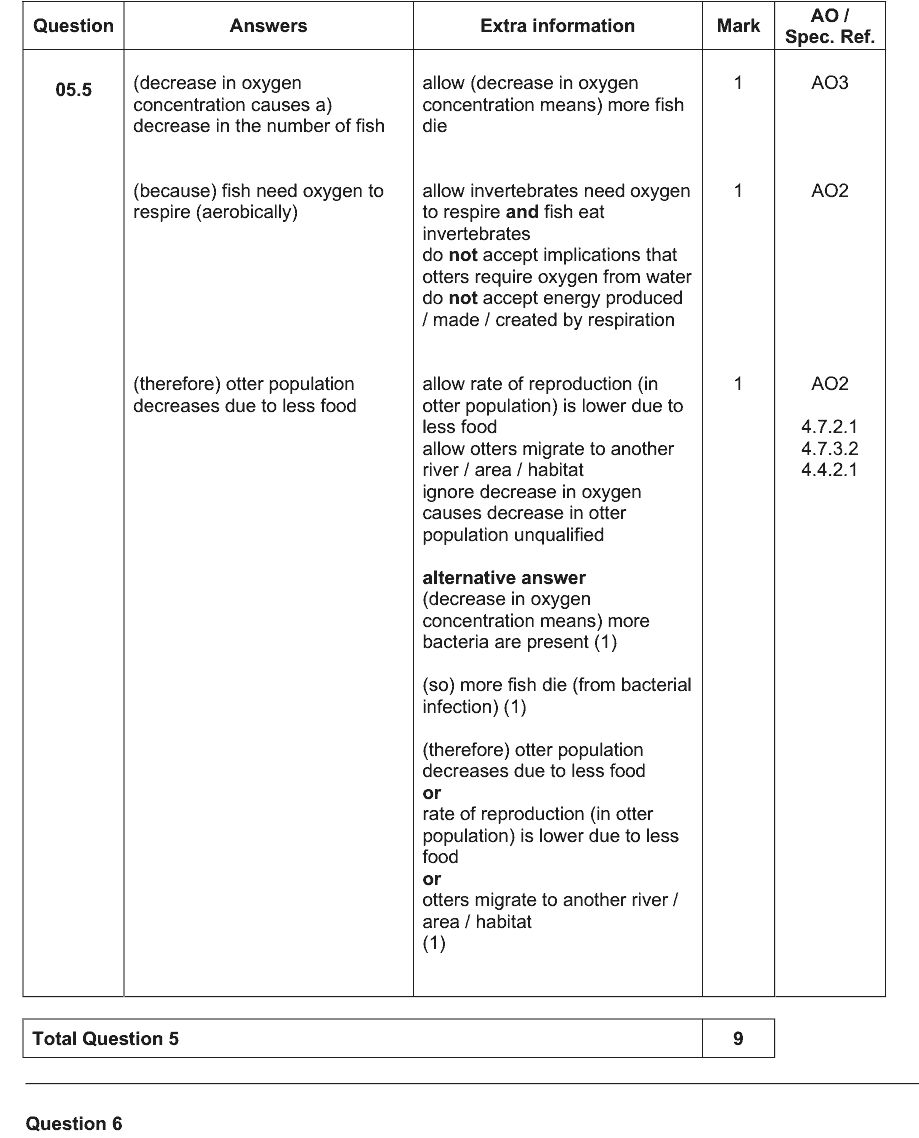 Question
Answers
Extra information
Mark
AO /
Spec. Ref.
05.5
(decrease in oxygen
concentration causes a)
decrease in the number of fish
allow (decrease in oxygen
concentration means) more fish
die
1
AO3
(because) fish need oxygen to
respire (aerobically)
allow invertebrates need oxygen
to respire and fish eat
invertebrates
do not accept implications that
otters require oxygen from water
do not accept energy produced
/ made / created by respiration
1
AO2
(therefore) otter population
decreases due to less food
allow rate of reproduction (in
otter population) is lower due to
less food
allow otters migrate to another
river / area / habitat
ignore decrease in oxygen
causes decrease in otter
population unqualified
1
AO2
4.7.2.1
4.7.3.2
4.4.2.1
alternative answer
(decrease in oxygen
concentration means) more
bacteria are present (1)
(so) more fish die (from bacterial
infection) (1)
(therefore) otter population
decreases due to less food
or
rate of reproduction (in otter
population) is lower due to less
food
or
otters migrate to another river /
area / habitat
(1)
Total Question 5
9
Question 6